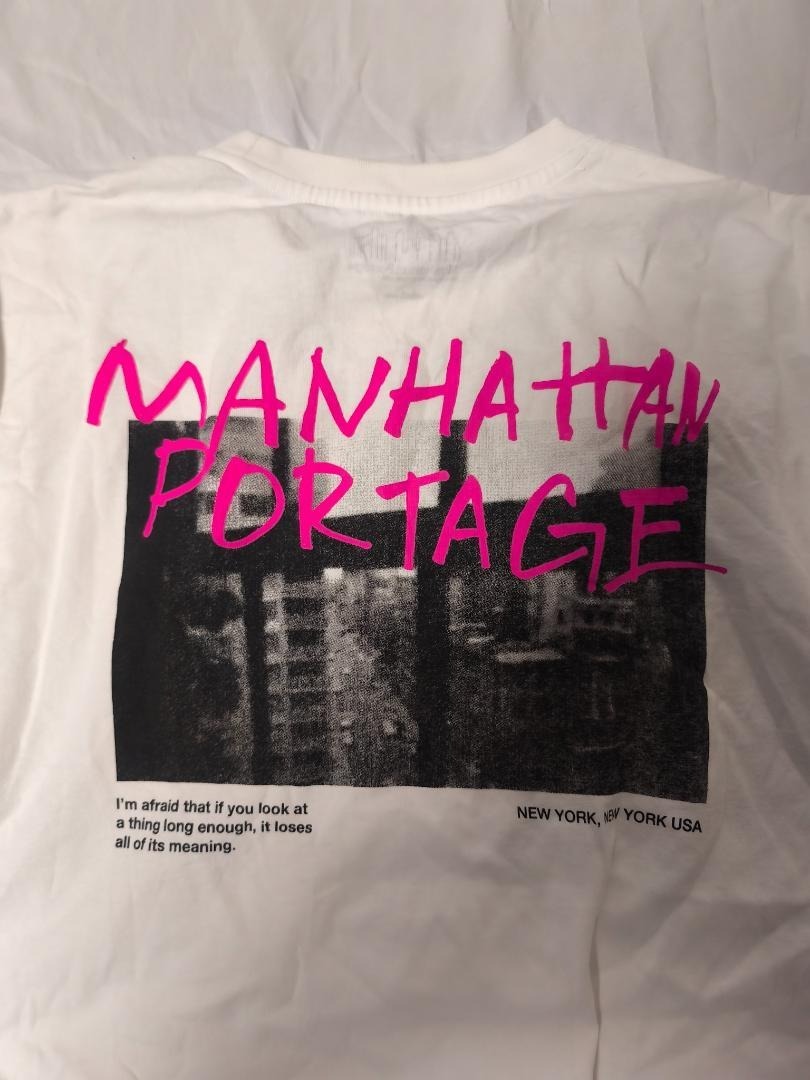 MANHATTAN
PORTAGE
I'm afraid that if you look at
a thing long enough, it loses
all of its meaning.
NEW YORK, NEW YORK USA